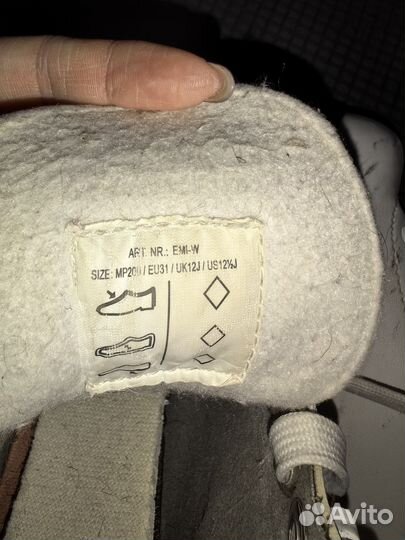 ART. NR.: EMI-W
SIZE: MP200 / EU31 / UK12J / US12½J
Avito